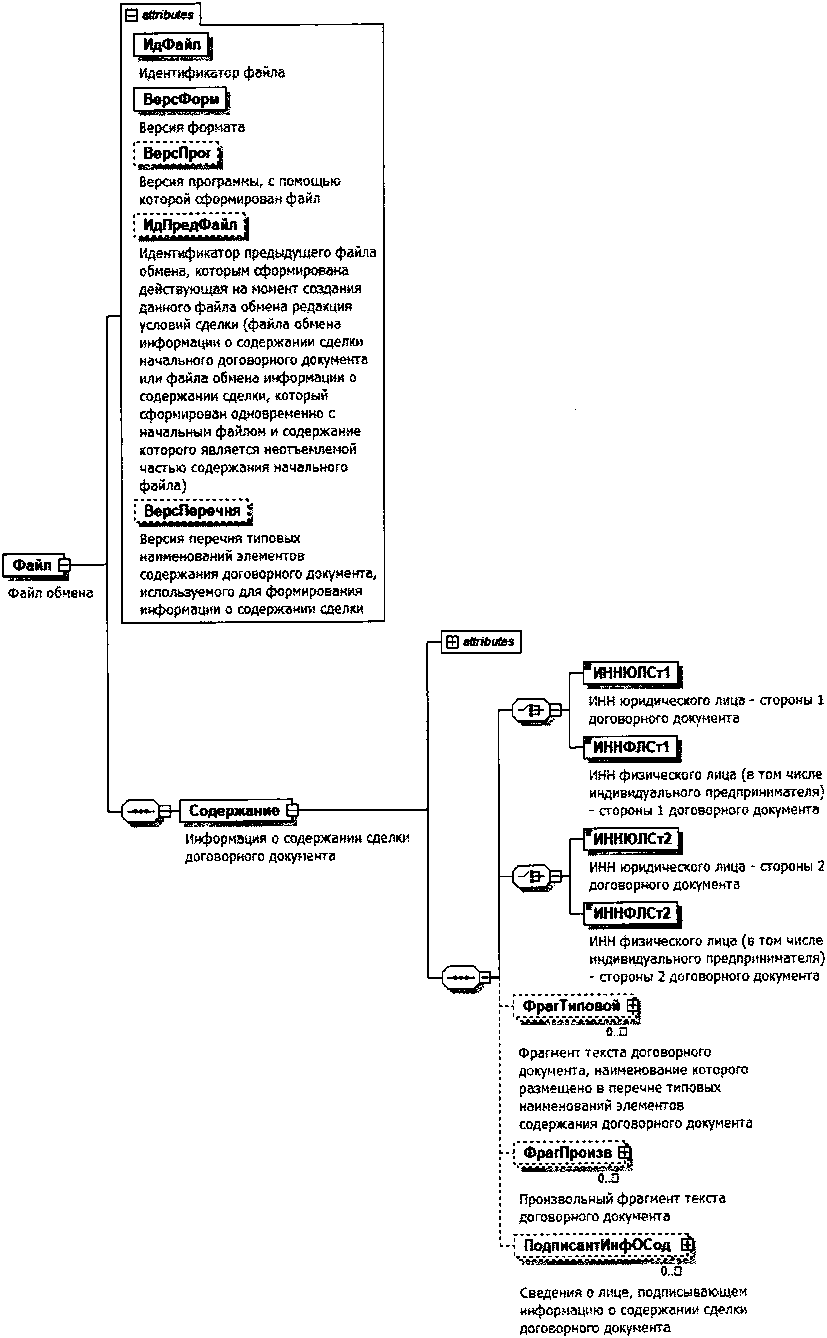 attributes
ИдФайл
Идентификатор файла
ВерсФорм
Версия формата
ВерсПрог
Версия программы, с помощью
которой сформирован файл
ИдПредФайл
Идентификатор предыдущего файла
обмена, которым сформирована
действующая на момент создания
данного файла обмена редакция
условий сделки (файла обмена
информации о содержании сделки
начального договорного документа
или файла обмена информации о
содержании сделки, который
сформирован одновременно с
начальным файлом и содержание
которого является неотъемлемой
частью содержания начального
файла)
ВерсПеречня
Версия перечня типовых
наименований элементов
содержания договорного документа,
используемого для формирования
информации о содержании сделки
Файл
Файл обмена
attributes
ИННЮЛСт1
ИНН юридического лица - стороны 1
договорного документа
ИННФЛСт1
ИНН физического лица (в том числе
индивидуального предпринимателя)
- стороны 1 договорного документа
Содержание
Информация о содержании сделки
договорного документа
ИННЮЛСт2
ИНН юридического лица - стороны 2
договорного документа
ИННФЛСт2
ИНН физического лица (в том числе
индивидуального предпринимателя)
- стороны 2 договорного документа
ФрагТиповой
0..□
Фрагмент текста договорного
документа, наименование которого
размещено в перечне типовых
наименований элементов
содержания договорного документа
ФрагПроизв
0..□
Произвольный фрагмент текста
договорного документа
ПодписантИнфОСод
0..□
Сведения о лице, подписывающем
информацию о содержании сделки
договорного документа